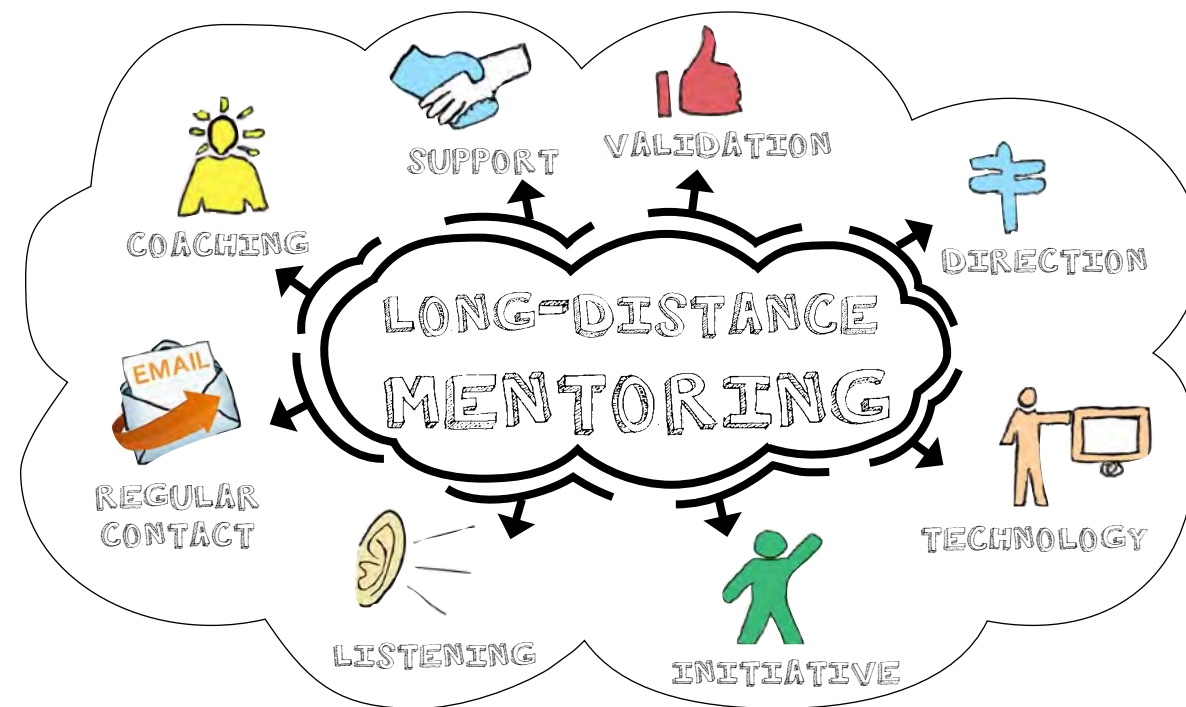 SUPPORT
VALIDATION
COACHING
DIRECTION
LONG-DISTANCE
MENTORING
EMAIL
REGULAR
CONTACT
TECHNOLOGY
LISTENING
INITIATIVE